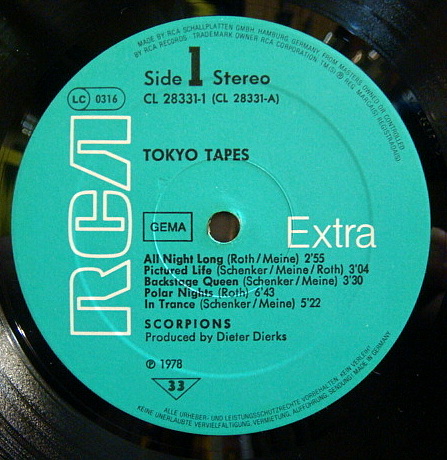 MADE BY RCA SCHALLPLATTEN GMBH, HAMBURG, GERMANY, FROM MASTERS OWNED OR CONTROLLED
BY RCA RECORDS · TRADEMARK OWNER RCA CORPORATION · TM(S) ® REG. MARCA(S) REGISTRADA(S)
Side 1 Stereo
LC 0316
CL 28331-1 (CL 28331-A)
RCA
TOKYO TAPES
GEMA
Extra
All Night Long (Roth/Meine) 2'55
Pictured Life (Schenker/Meine/Roth) 3'04
Backstage Queen (Schenker/Meine) 3'30
Polar Nights (Roth) 6'43
In Trance (Schenker/Meine) 5'22
SCORPIONS
Produced by Dieter Dierks
℗ 1978
33
ALLE URHEBER- UND LEISTUNGSSCHUTZRECHTE VORBEHALTEN. KEIN VERLEIH!
KEINE UNERLAUBTE VERVIELFÄLTIGUNG, VERMIETUNG, AUFFÜHRUNG, SENDUNG! MADE IN GERMANY